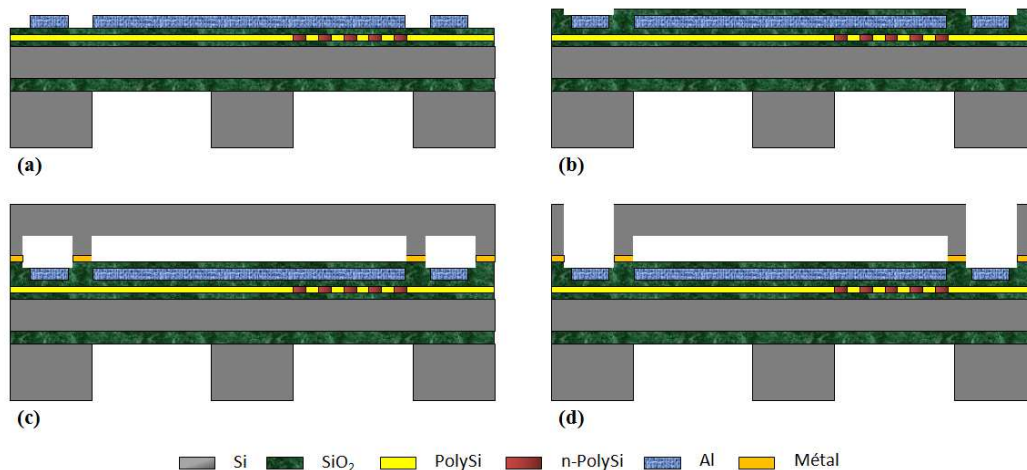 (a)
(b)
(c)
(d)
Si SiO₂ PolySi n-PolySi Al Métal